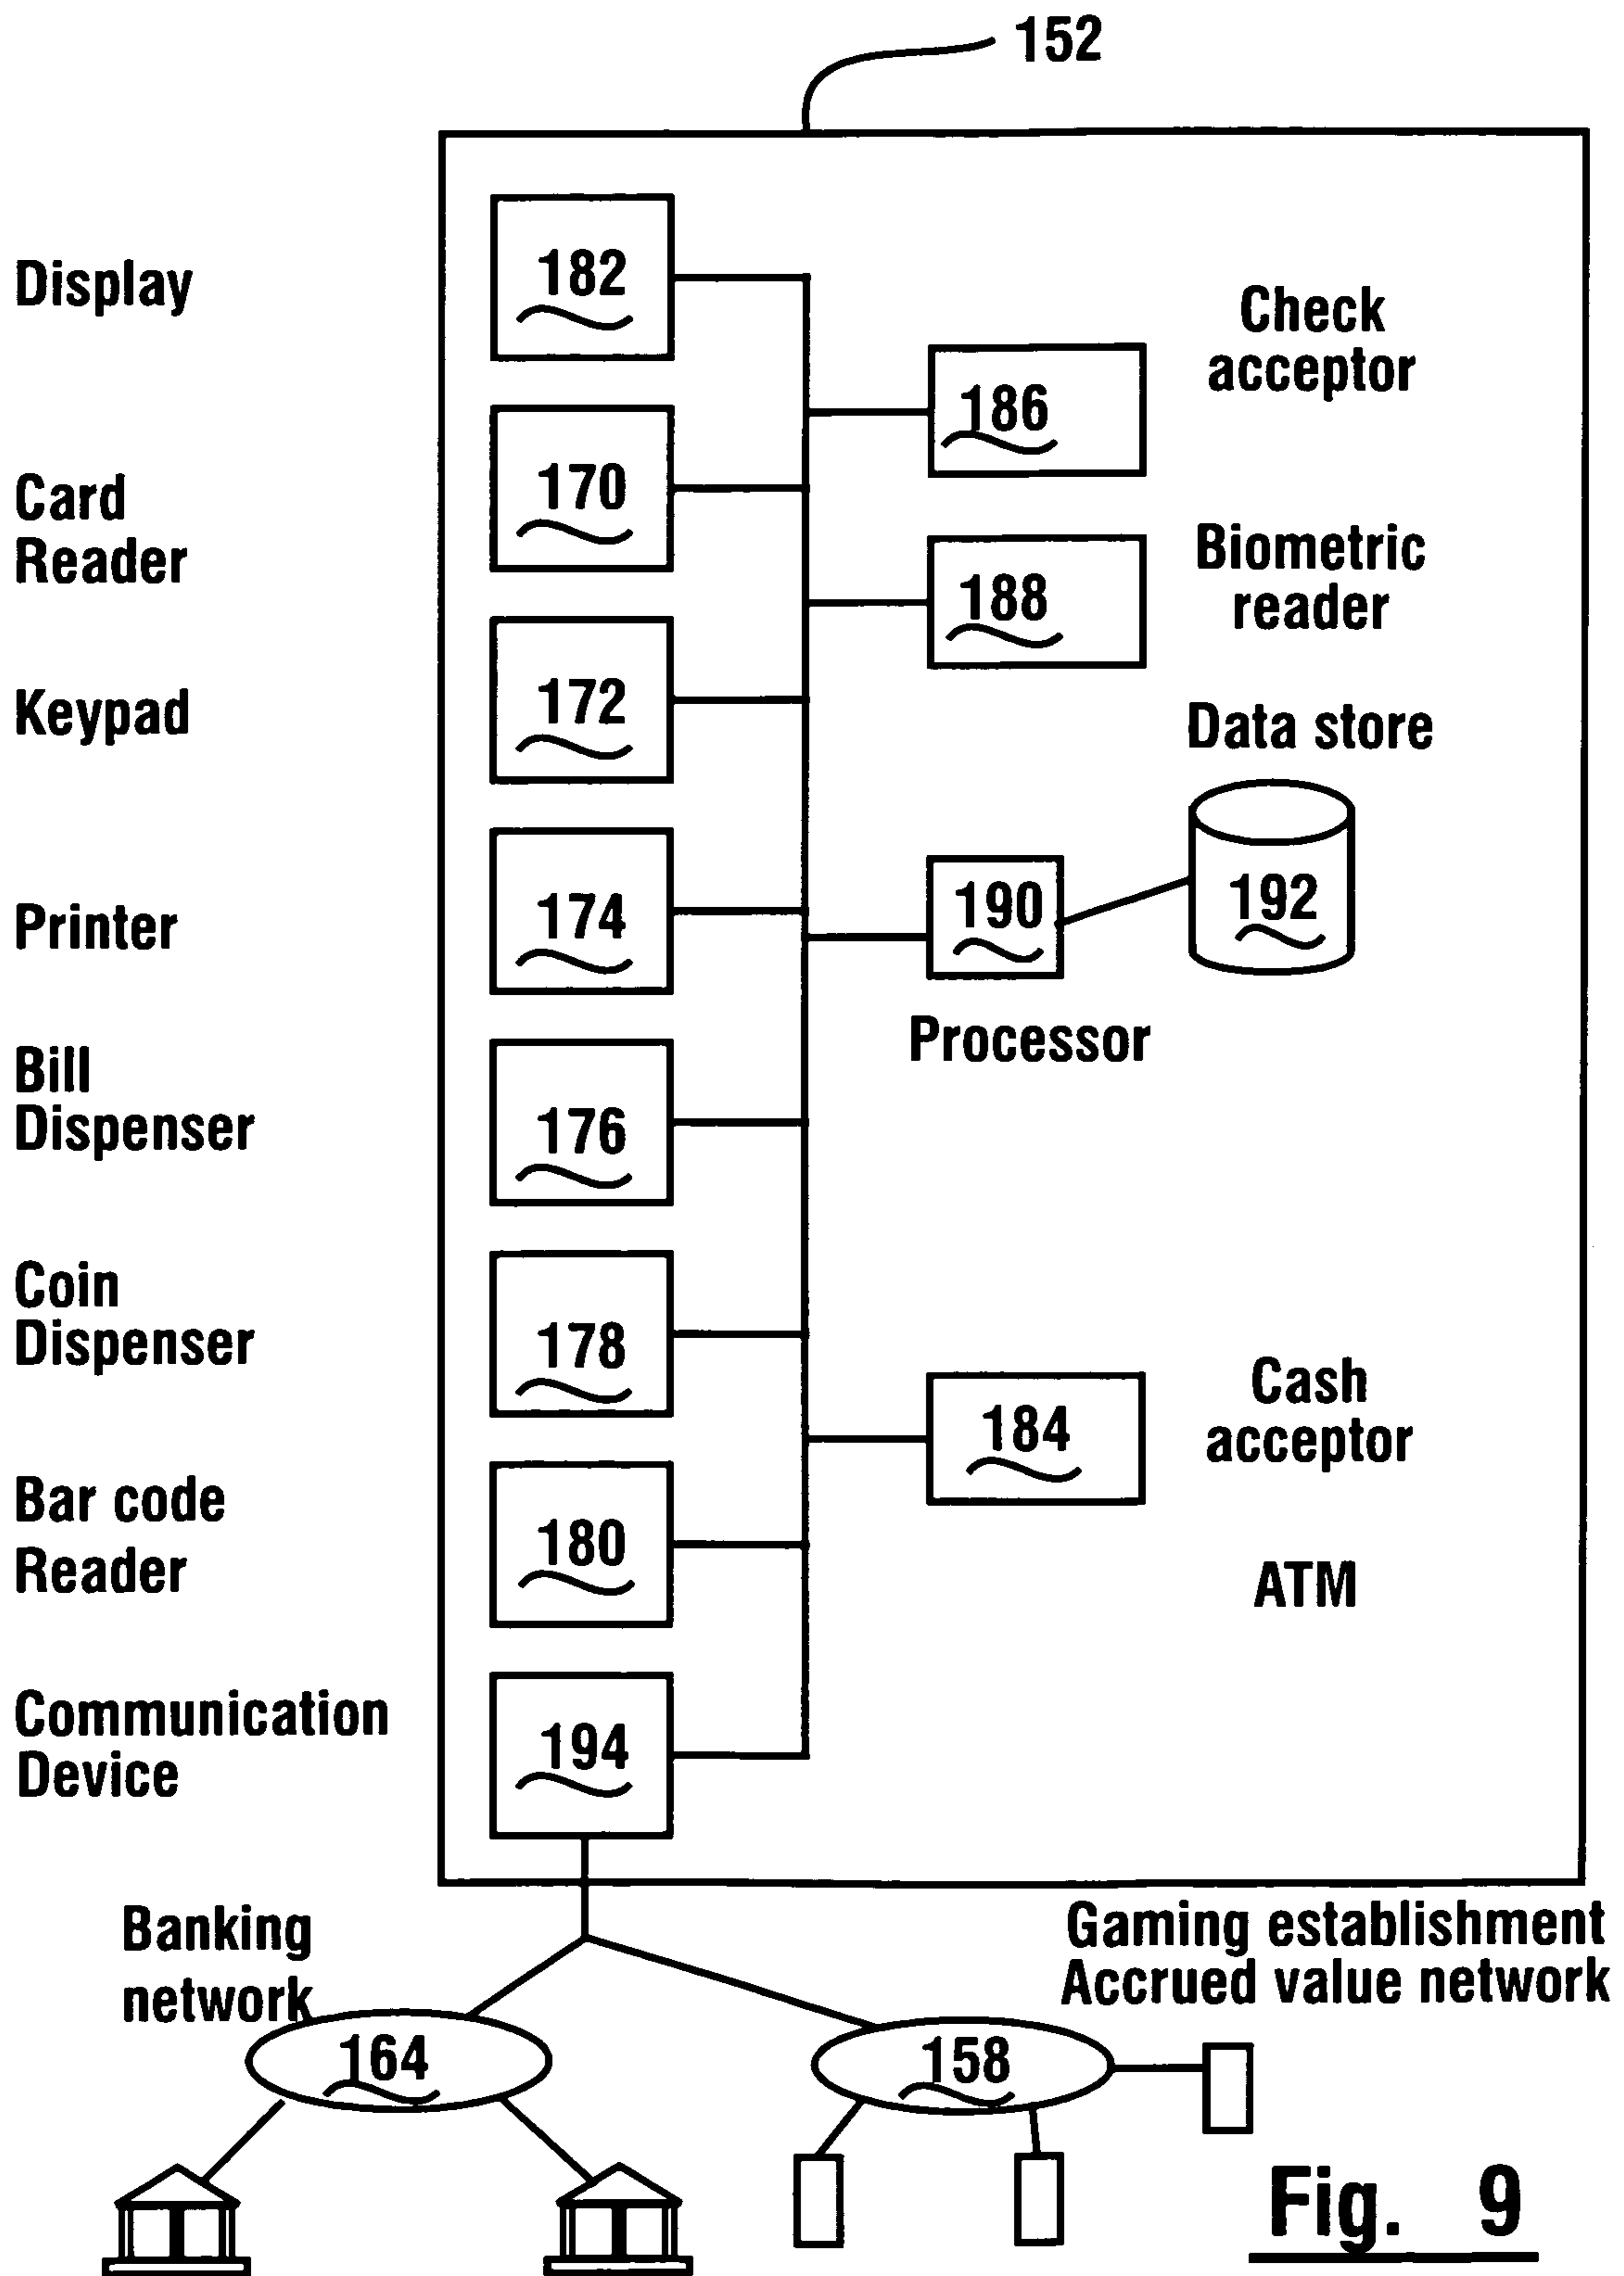 152
Display
182
Check
acceptor
186
Card
Reader
170
Biometric
reader
188
Keypad
172
Data store
Printer
174
190
192
Processor
Bill
Dispenser
176
Coin
Dispenser
178
Cash
acceptor
184
Bar code
Reader
180
ATM
Communication
Device
194
Banking
network
Gaming establishment
Accrued value network
164
158
Fig. 9